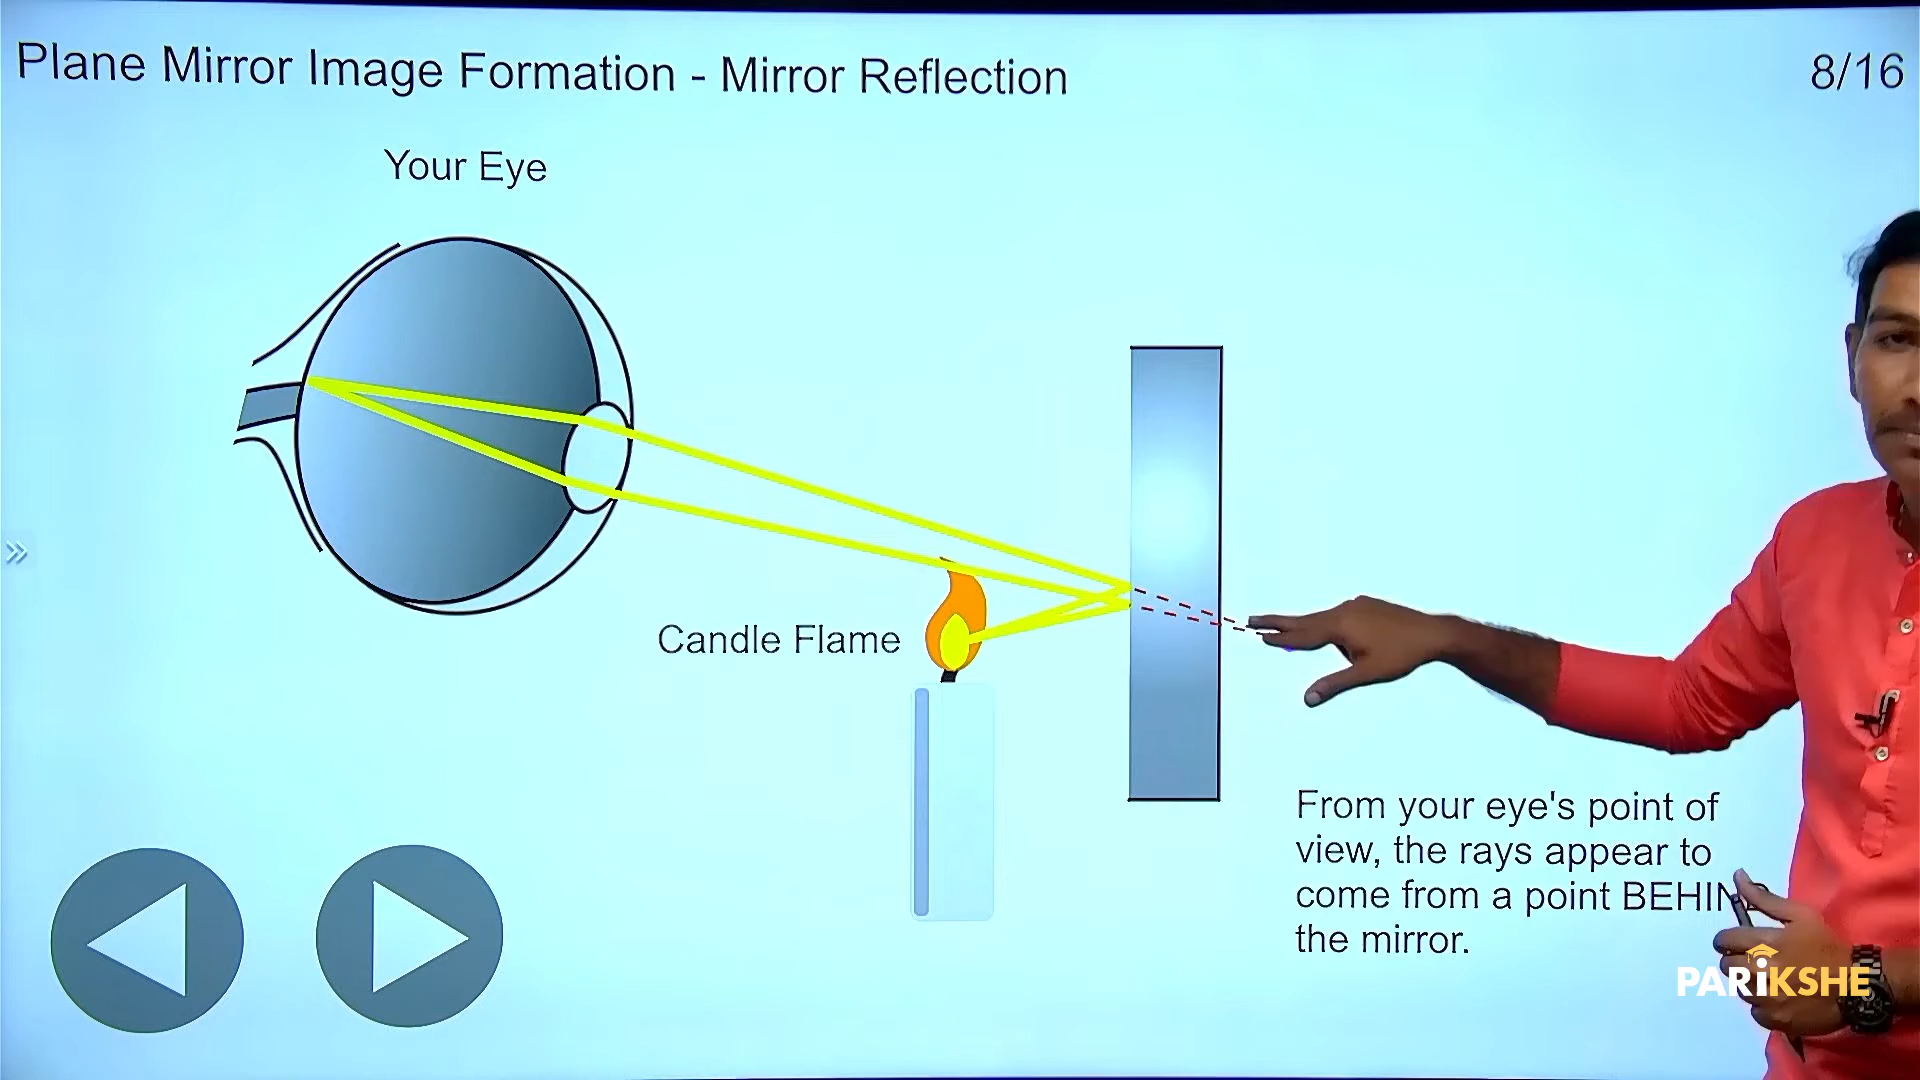 Plane Mirror Image Formation - Mirror Reflection
8/16
Your Eye
Candle Flame
From your eye's point of
view, the rays appear to
come from a point BEHIN
the mirror.
PARiKSHE